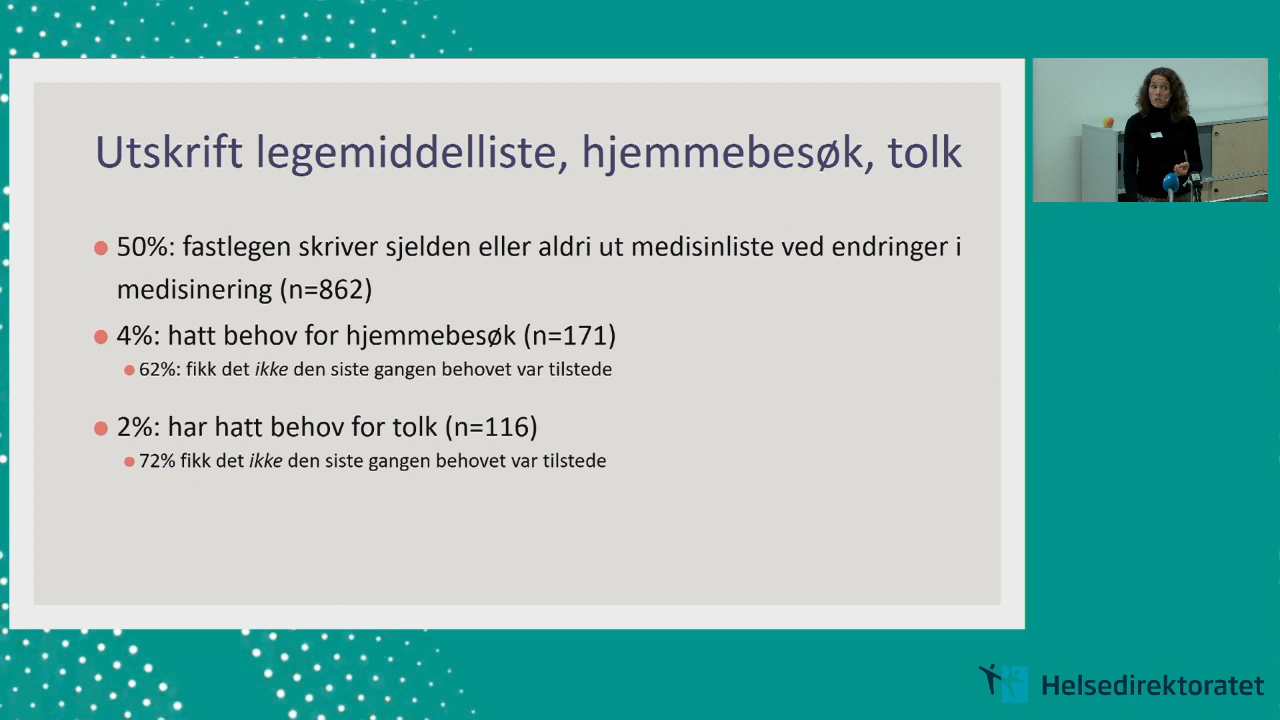 Utskrift legemiddelliste, hjemmebesøk, tolk
50%: fastlegen skriver sjelden eller aldri ut medisinliste ved endringer i
medisinering (n=862)
4%: hatt behov for hjemmebesøk (n=171)
62%: fikk det ikke den siste gangen behovet var tilstede
2%: har hatt behov for tolk (n=116)
72% fikk det ikke den siste gangen behovet var tilstede
Helsedirektoratet